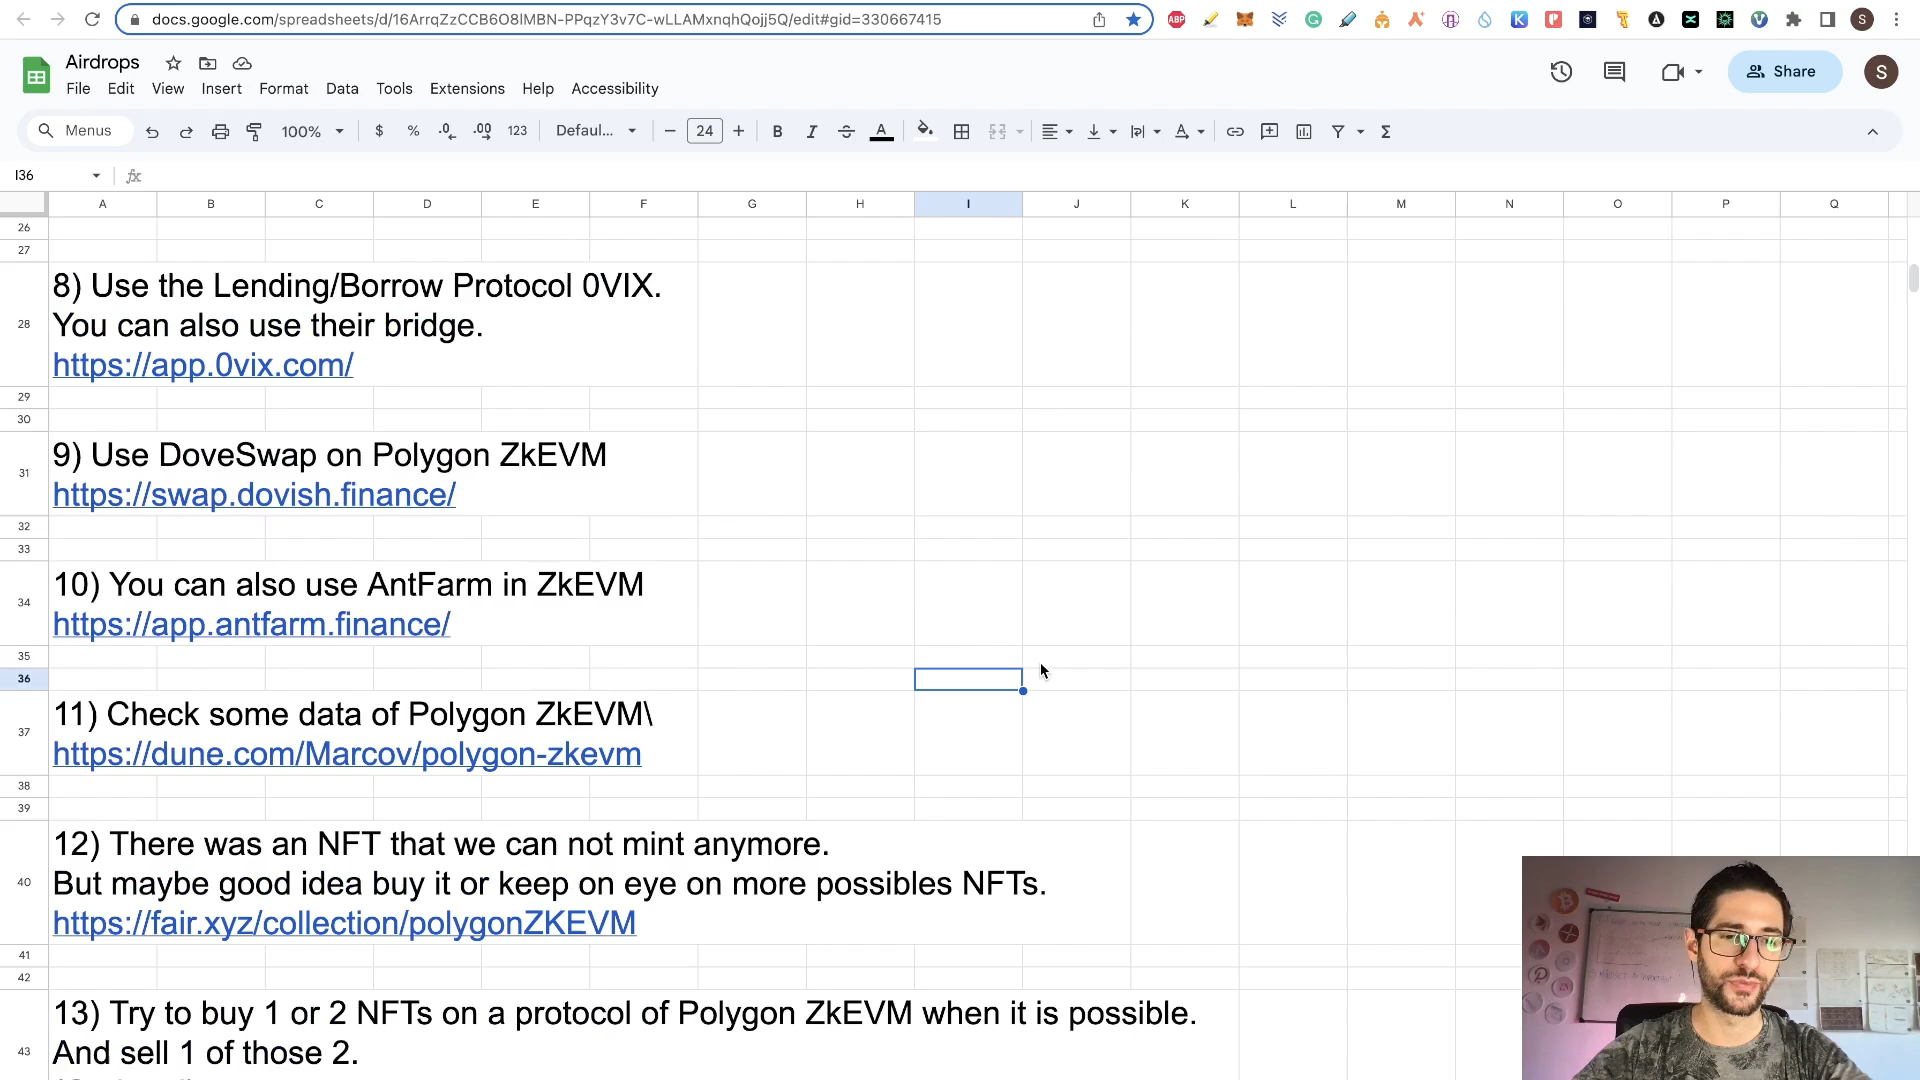 docs.google.com/spreadsheets/d/16ArrqZzCCB6O8lMBN-PPqzY3v7C-wLLAMxnqhQojj5Q/edit#gid=330667415
Airdrops
File Edit View Insert Format Data Tools Extensions Help Accessibility
Share
S
Menus
100%
$ % .0 .00 123
Defaul...
24
B I A
I36
fx
A B C D E F G H I J K L M N O P Q
26
27
28
8) Use the Lending/Borrow Protocol 0VIX.
You can also use their bridge.
https://app.0vix.com/
29
30
31
9) Use DoveSwap on Polygon ZkEVM
https://swap.dovish.finance/
32
33
34
10) You can also use AntFarm in ZkEVM
https://app.antfarm.finance/
35
36
37
11) Check some data of Polygon ZkEVM\
https://dune.com/Marcov/polygon-zkevm
38
39
40
12) There was an NFT that we can not mint anymore.
But maybe good idea buy it or keep on eye on more possibles NFTs.
https://fair.xyz/collection/polygonZKEVM
41
42
43
13) Try to buy 1 or 2 NFTs on a protocol of Polygon ZkEVM when it is possible.
And sell 1 of those 2.